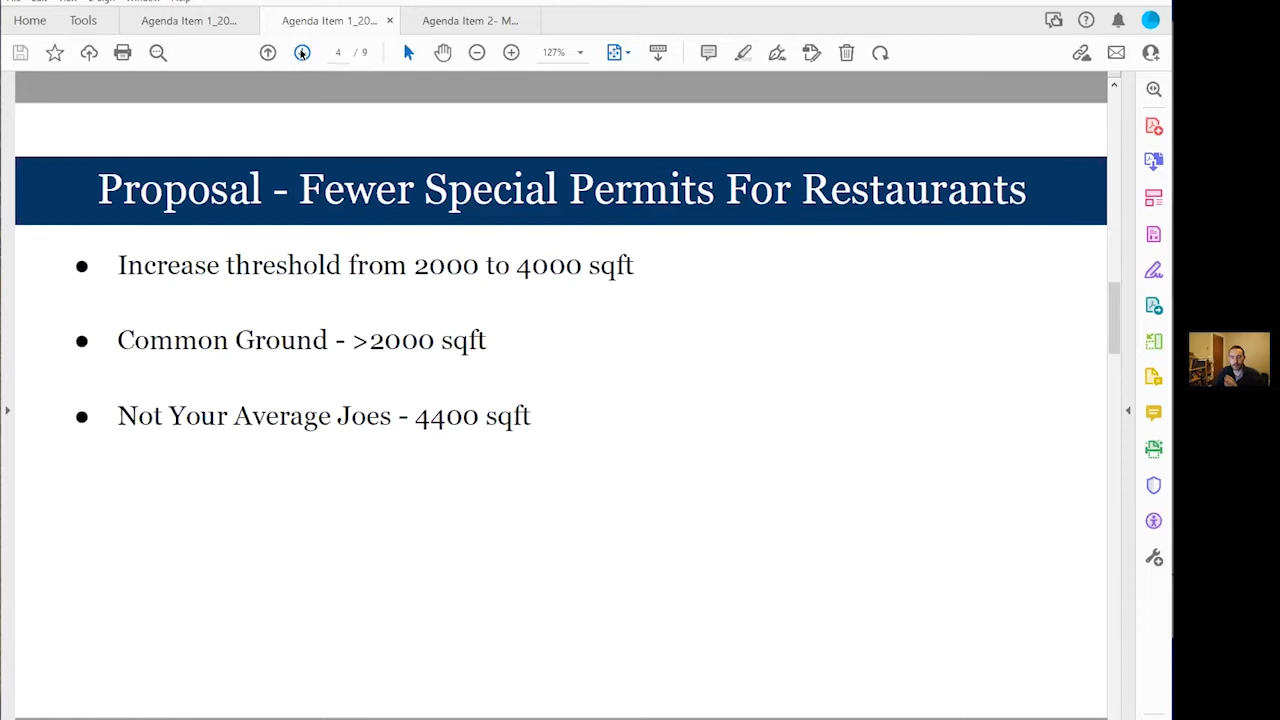 Home
Tools
Agenda Item 1_20...
Agenda Item 1_20...
Agenda Item 2- M...
4 / 9
127%
Proposal - Fewer Special Permits For Restaurants
● Increase threshold from 2000 to 4000 sqft
● Common Ground - >2000 sqft
● Not Your Average Joes - 4400 sqft